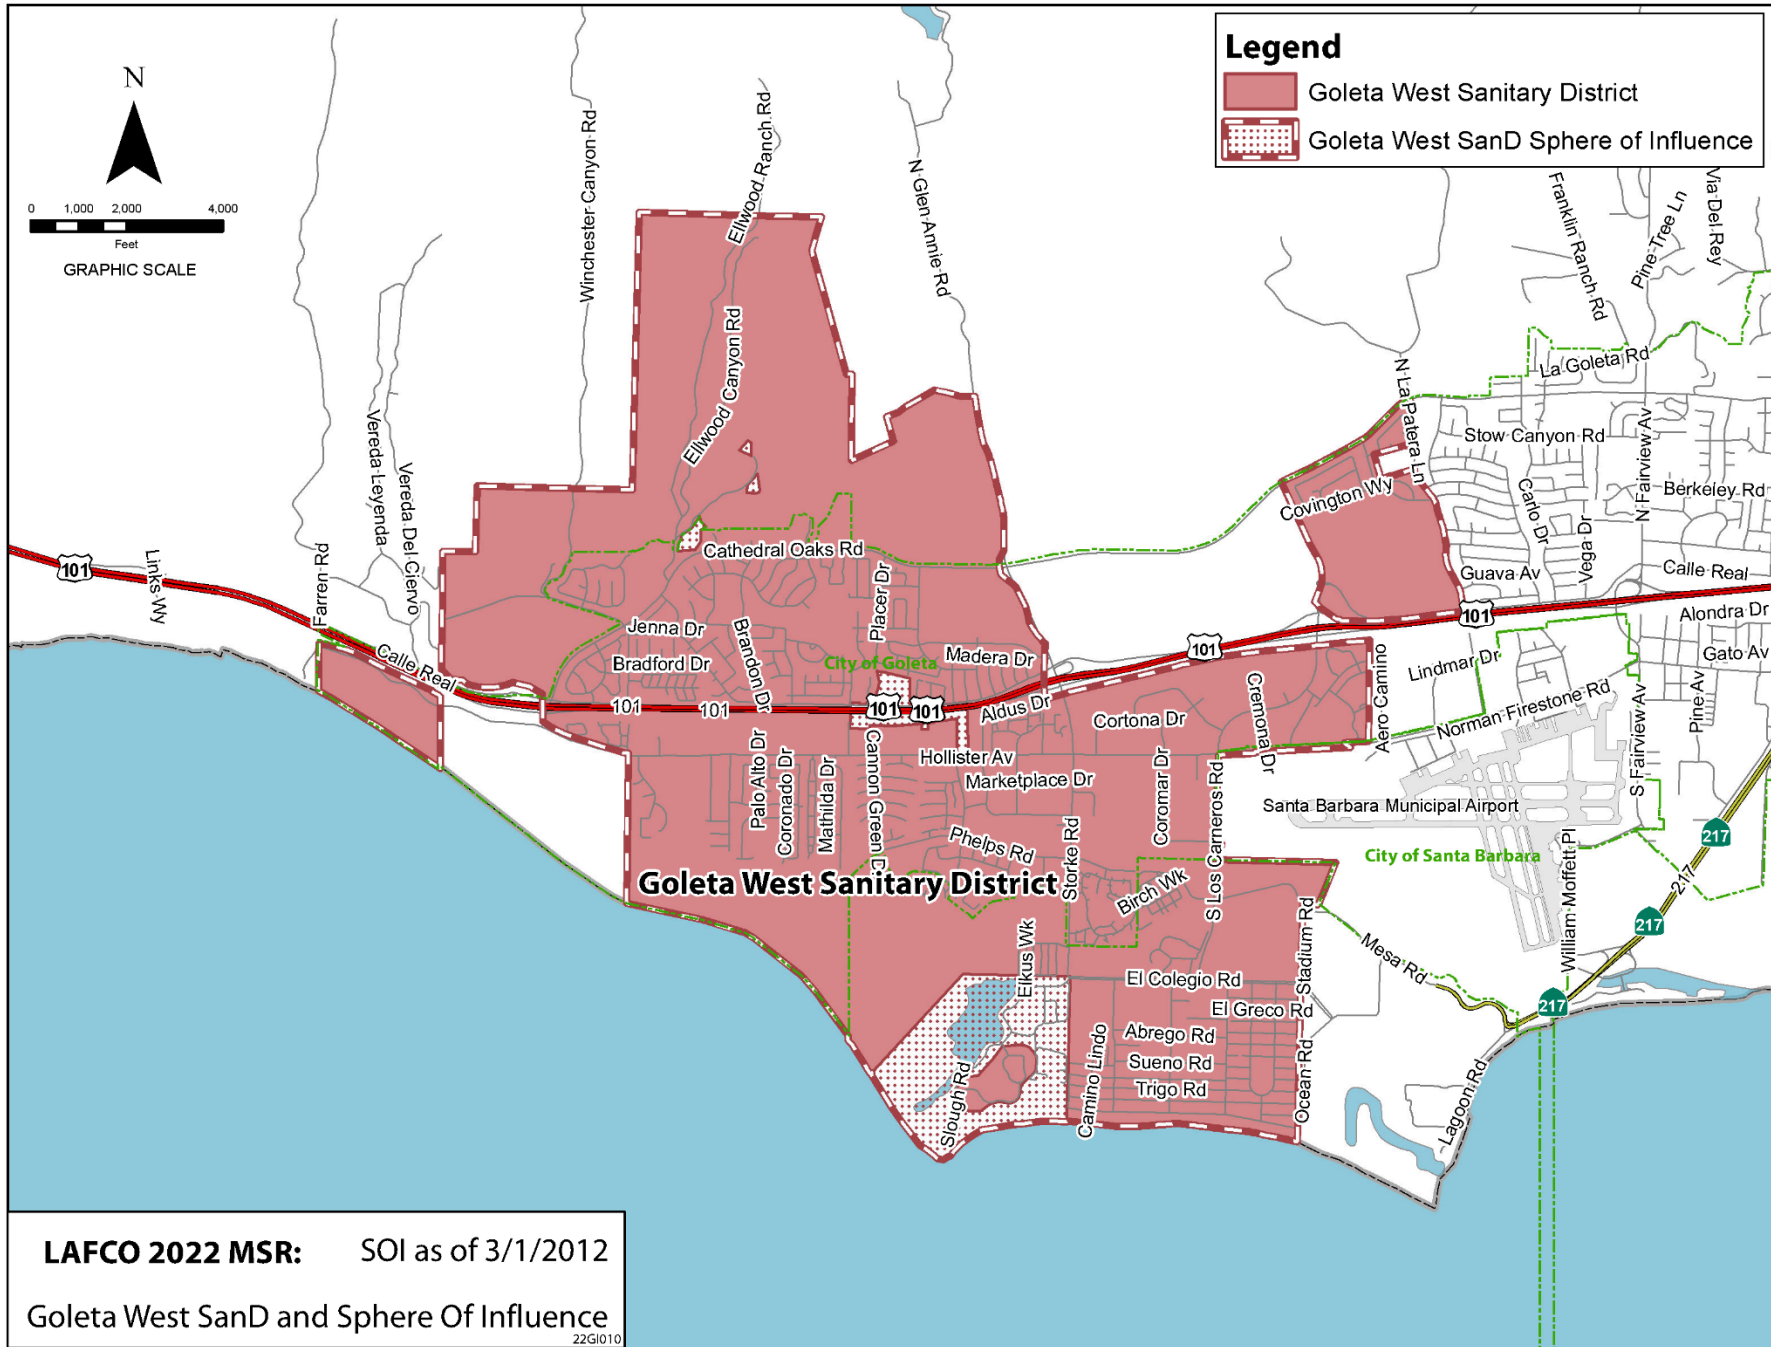 Legend
Goleta West Sanitary District
Goleta West SanD Sphere of Influence
N
0 1,000 2,000 4,000
Feet
GRAPHIC SCALE
Winchester Canyon Rd
Ellwood Ranch Rd
N Glen Annie Rd
Franklin Ranch Rd
Pine Tree Ln
Via Del Rey
Ellwood Canyon Rd
La Goleta Rd
N La Patera Ln
Stow Canyon Rd
N Fairview Av
Berkeley Rd
Covington Wy
Carlo Dr
Vega Dr
Guava Av
Calle Real
Vereda Leyenda
Vereda Del Ciervo
Farren Rd
Links Wy
101
Cathedral Oaks Rd
Placer Dr
Jenna Dr
Bradford Dr
Brandon Dr
City of Goleta
Madera Dr
101
101
Alondra Dr
Gato Av
Lindmar Dr
Aero Camino
Norman Firestone Rd
S Fairview Av
Pine Av
Calle Real
101
101
101
101
Aldus Dr
Cortona Dr
Cremona Dr
Hollister Av
Marketplace Dr
Palo Alto Dr
Coronado Dr
Mathilda Dr
Cannon Green Dr
Coromar Dr
S Los Carneros Rd
Santa Barbara Municipal Airport
Phelps Rd
Storke Rd
City of Santa Barbara
William Moffett Pl
217
217
217
217
Goleta West Sanitary District
Birch Wk
Elkus Wk
Stadium Rd
Mesa Rd
El Colegio Rd
El Greco Rd
Abrego Rd
Sueno Rd
Trigo Rd
Camino Lindo
Ocean Rd
Slough Rd
Lagoon Rd
LAFCO 2022 MSR: SOI as of 3/1/2012
Goleta West SanD and Sphere Of Influence
22GI010